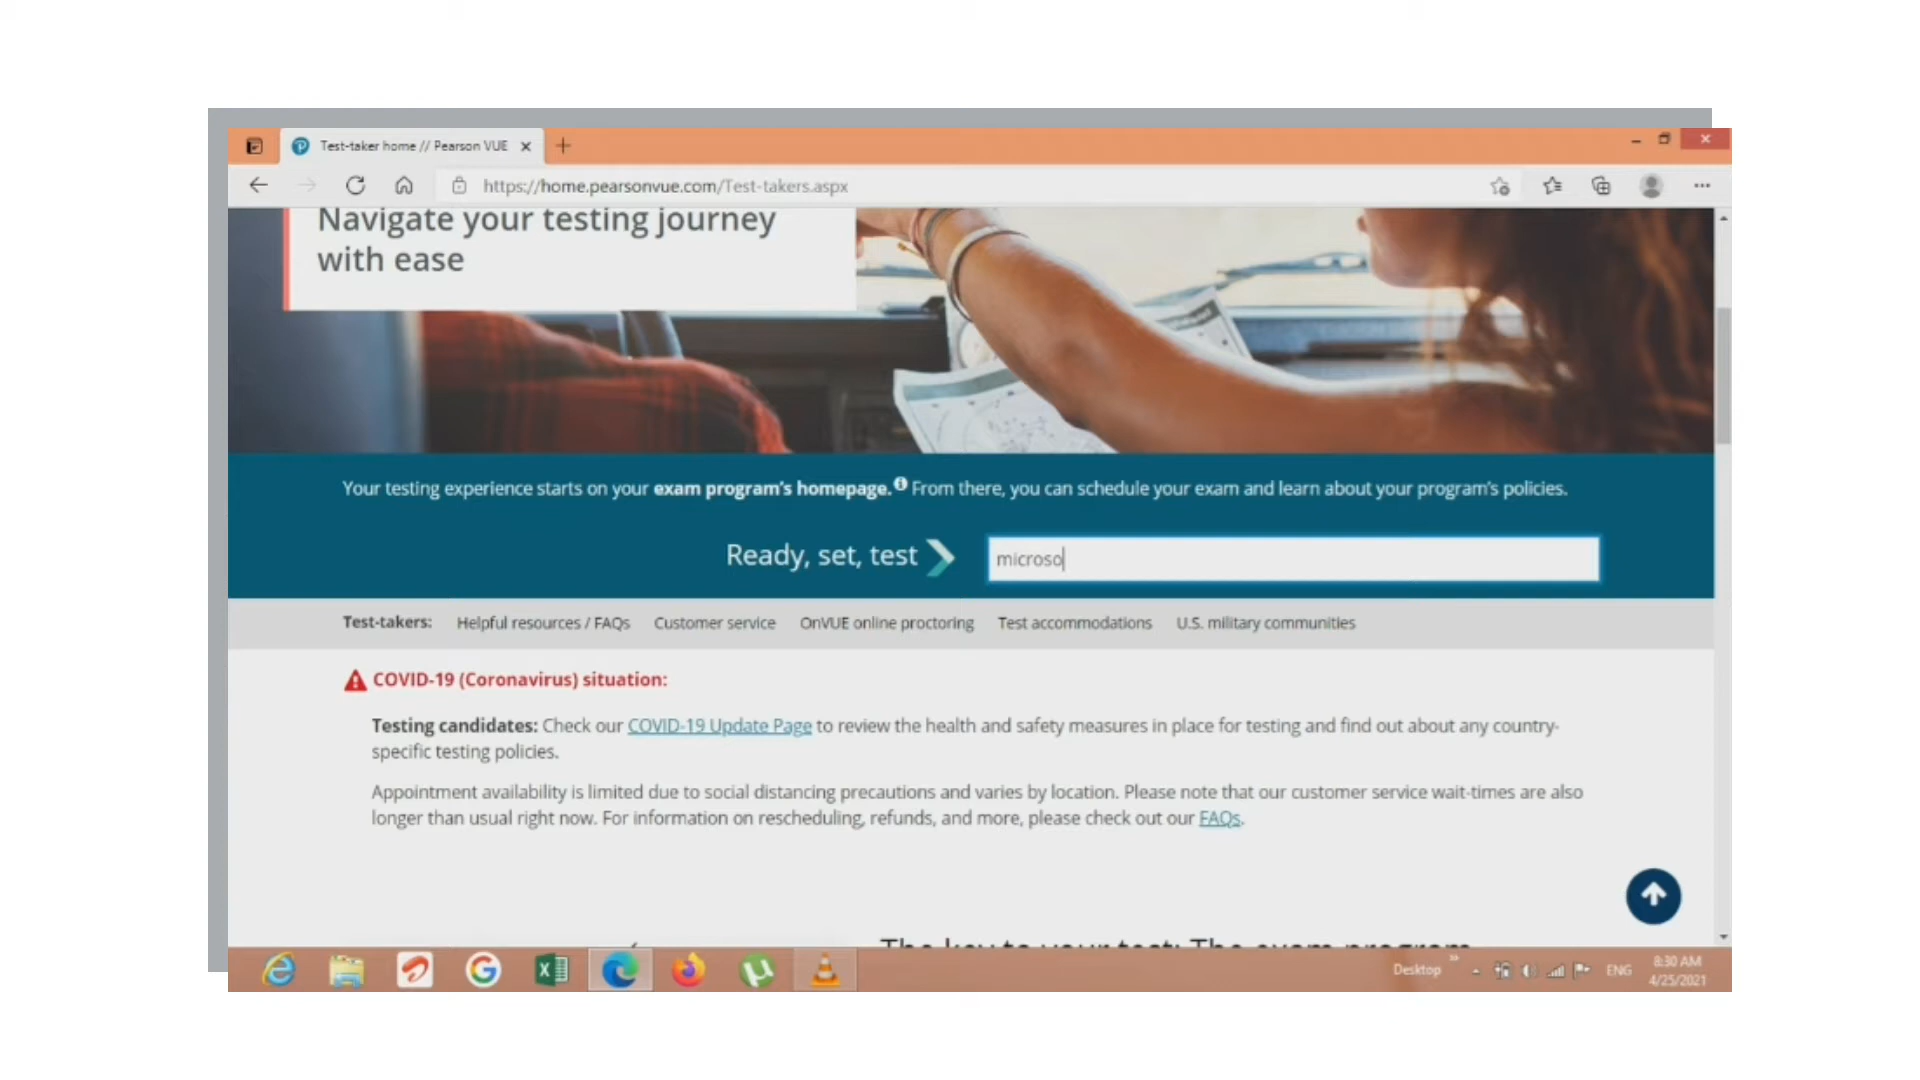 Test-taker home // Pearson VUE
https://home.pearsonvue.com/Test-takers.aspx
Navigate your testing journey
with ease
Your testing experience starts on your exam program's homepage. From there, you can schedule your exam and learn about your program's policies.
Ready, set, test
microso
Test-takers: Helpful resources / FAQs Customer service OnVUE online proctoring Test accommodations U.S. military communities
COVID-19 (Coronavirus) situation:
Testing candidates: Check our COVID-19 Update Page to review the health and safety measures in place for testing and find out about any country-
specific testing policies.
Appointment availability is limited due to social distancing precautions and varies by location. Please note that our customer service wait-times are also
longer than usual right now. For information on rescheduling, refunds, and more, please check out our FAQs.
The key to your test: The exam program
Desktop
ENG
8:30 AM
4/25/2021